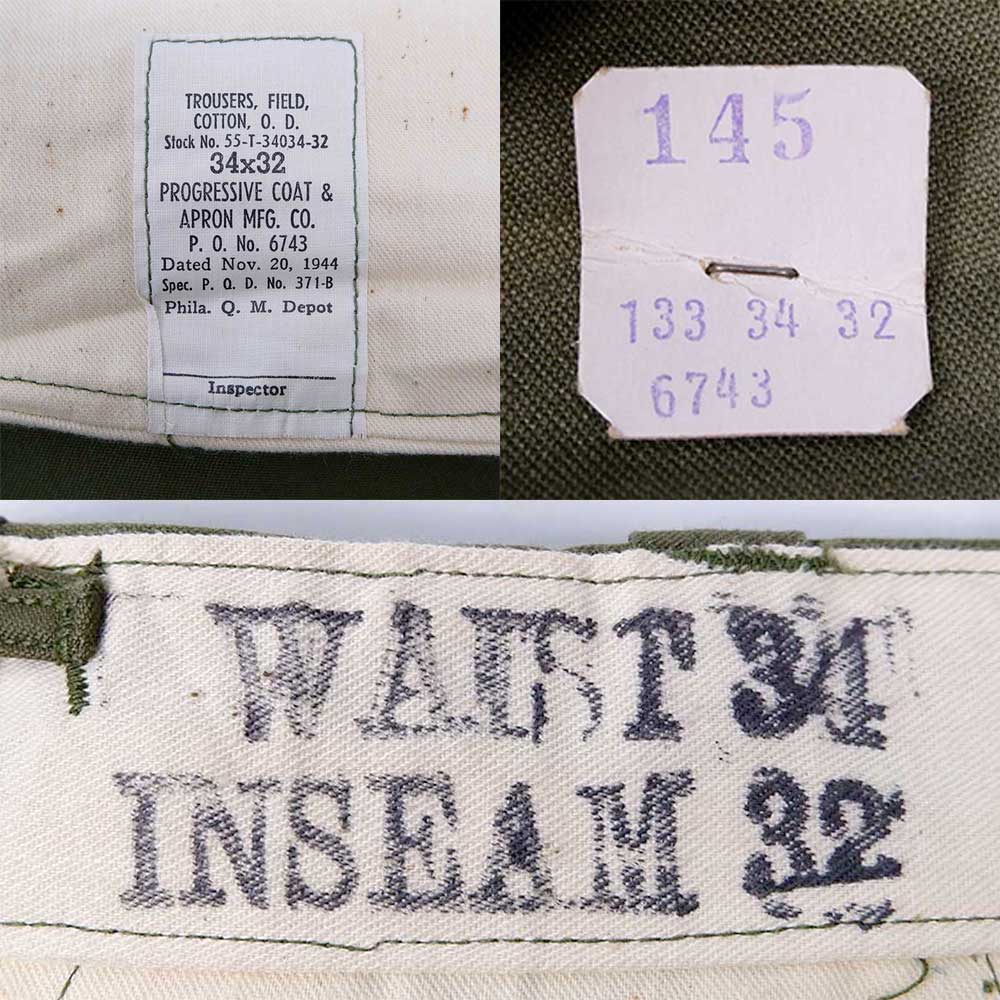 TROUSERS, FIELD,
COTTON, O. D.
Stock No. 55-T-34034-32
34x32
PROGRESSIVE COAT &
APRON MFG. CO.
P. O. No. 6743
Dated Nov. 20, 1944
Spec. P. Q. D. No. 371-B
Phila. Q. M. Depot
Inspector
145
133 34 32
6743
WAIST 34
INSEAM 32